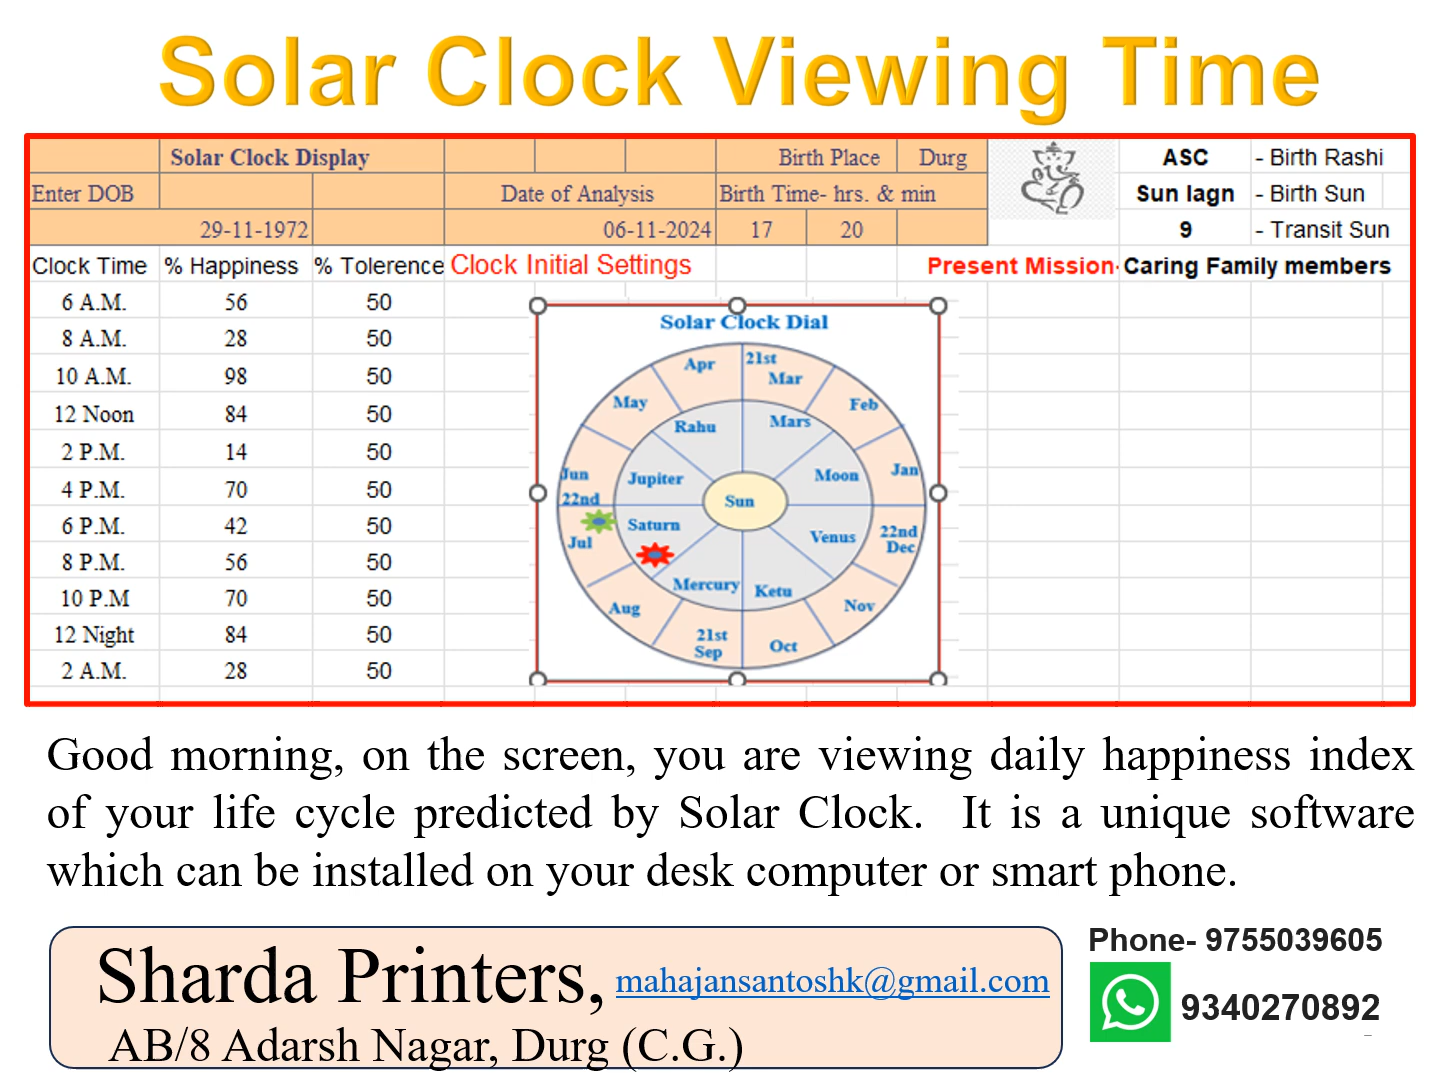 Solar Clock Viewing Time
Solar Clock Display Birth Place Durg ASC - Birth Rashi
Enter DOB Date of Analysis Birth Time- hrs. & min Sun lagn - Birth Sun
29-11-1972 06-11-2024 17 20 9 - Transit Sun
Clock Time % Happiness % Tolerence Clock Initial Settings Present Mission- Caring Family members
6 A.M. 56 50
8 A.M. 28 50
10 A.M. 98 50
12 Noon 84 50
2 P.M. 14 50
4 P.M. 70 50
6 P.M. 42 50
8 P.M. 56 50
10 P.M 70 50
12 Night 84 50
2 A.M. 28 50
Solar Clock Dial
Apr 21st
Mar
May Feb
Rahu Mars
Jun Jupiter Moon Jan
22nd Sun
Saturn Venus 22nd
Jul Dec
Mercury Ketu
Aug Nov
21st Oct
Sep
Good morning, on the screen, you are viewing daily happiness index
of your life cycle predicted by Solar Clock. It is a unique software
which can be installed on your desk computer or smart phone.
Sharda Printers, mahajansantoshk@gmail.com
AB/8 Adarsh Nagar, Durg (C.G.)
Phone- 9755039605
9340270892